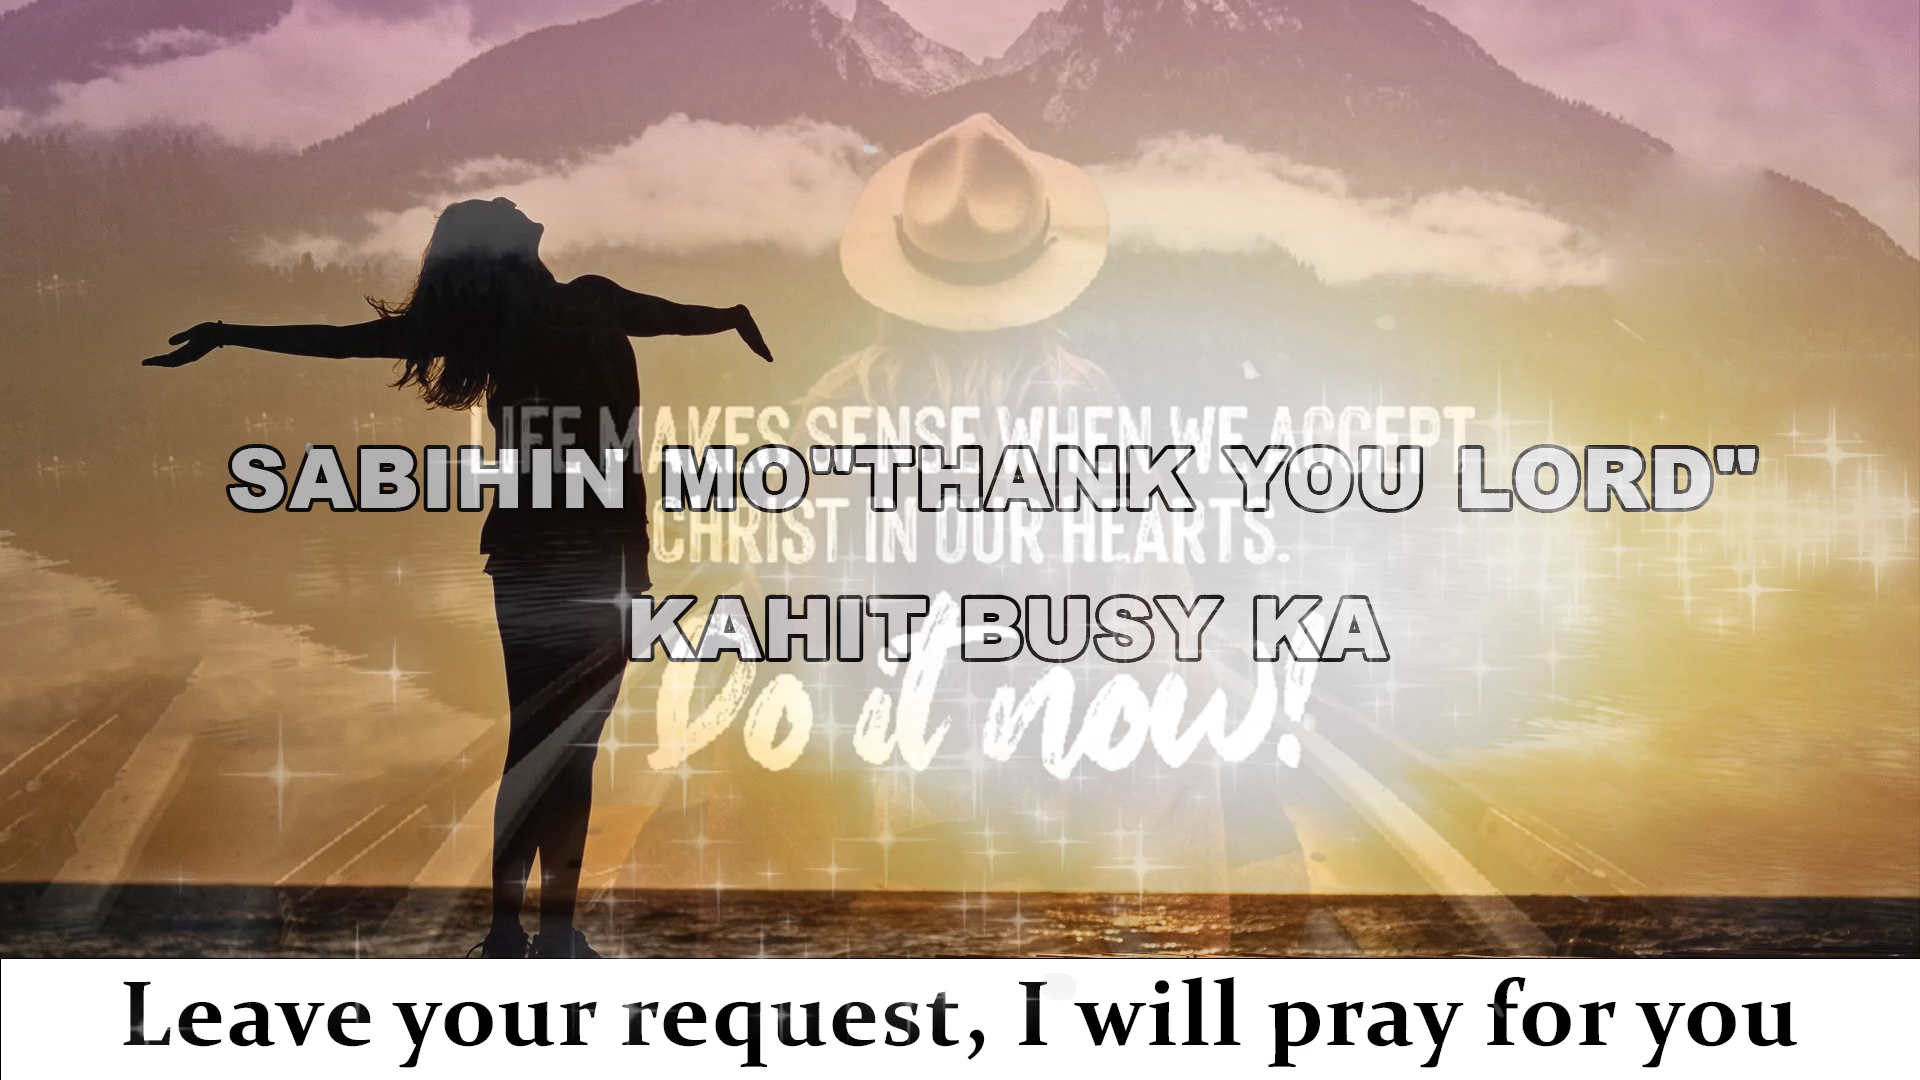 LIFE MAKES SENSE WHEN WE ACCEPT
SABIHIN MO"THANK YOU LORD"
CHRIST IN OUR HEARTS.
KAHIT BUSY KA
Do it now!
Leave your request, I will pray for you